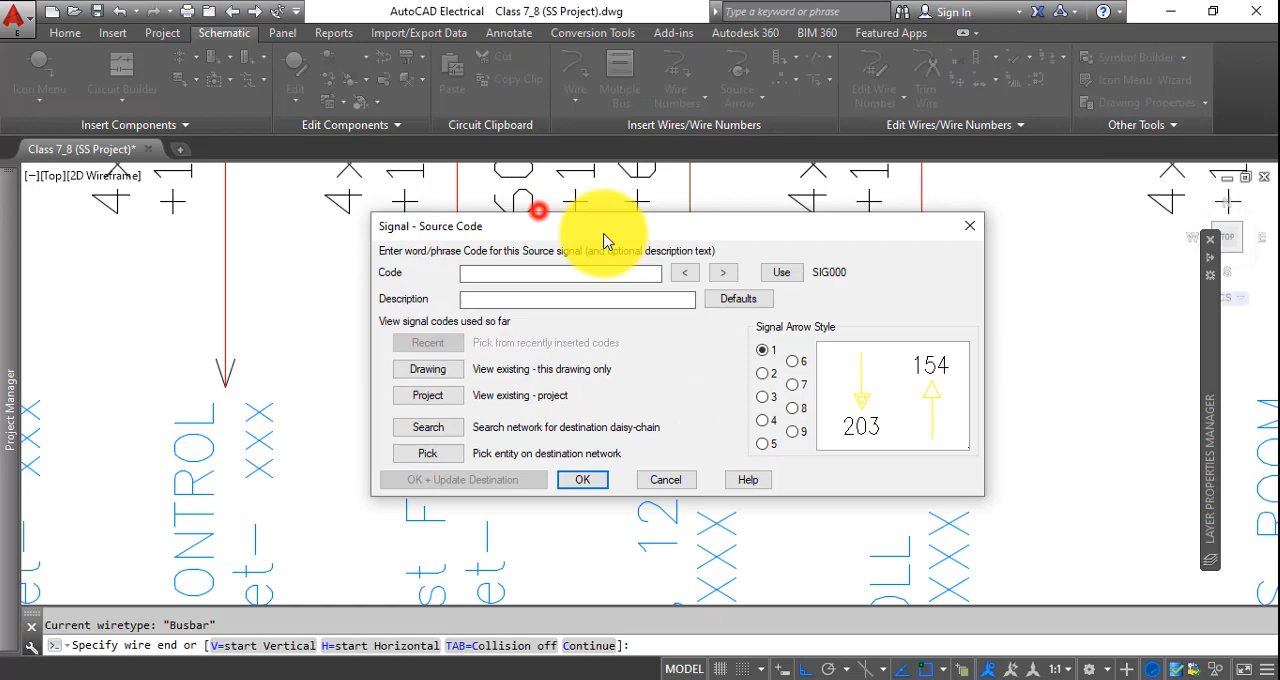 AutoCAD Electrical Class 7_8 (SS Project).dwg
Type a keyword or phrase
Sign In
Home Insert Project Schematic Panel Reports Import/Export Data Annotate Conversion Tools Add-ins Autodesk 360 BIM 360 Featured Apps
Icon Menu
Circuit Builder
Edit
Paste
Cut
Copy Clip
Wire
Multiple Bus
Wire Numbers
Source Arrow
Edit Wire Number
Trim Wire
Symbol Builder
Icon Menu Wizard
Drawing Properties
Insert Components
Edit Components
Circuit Clipboard
Insert Wires/Wire Numbers
Edit Wires/Wire Numbers
Other Tools
Class 7_8 (SS Project)*
[−][Top][2D Wireframe]
TOP
W
E
Signal - Source Code
Enter word/phrase Code for this Source signal (and optional description text)
Code
<
>
Use
SIG000
Description
Defaults
View signal codes used so far
Recent Pick from recently inserted codes
Drawing View existing - this drawing only
Project View existing - project
Search Search network for destination daisy-chain
Pick Pick entity on destination network
Signal Arrow Style
1
2
3
4
5
6
7
8
9
203
154
OK + Update Destination
OK
Cancel
Help
Project Manager
LAYER PROPERTIES MANAGER
ONTROL
XXX
et-
XXX
12
XXX
XXX
Current wiretype: "Busbar"
Specify wire end or [V=start Vertical H=start Horizontal TAB=Collision off Continue]:
MODEL
1:1